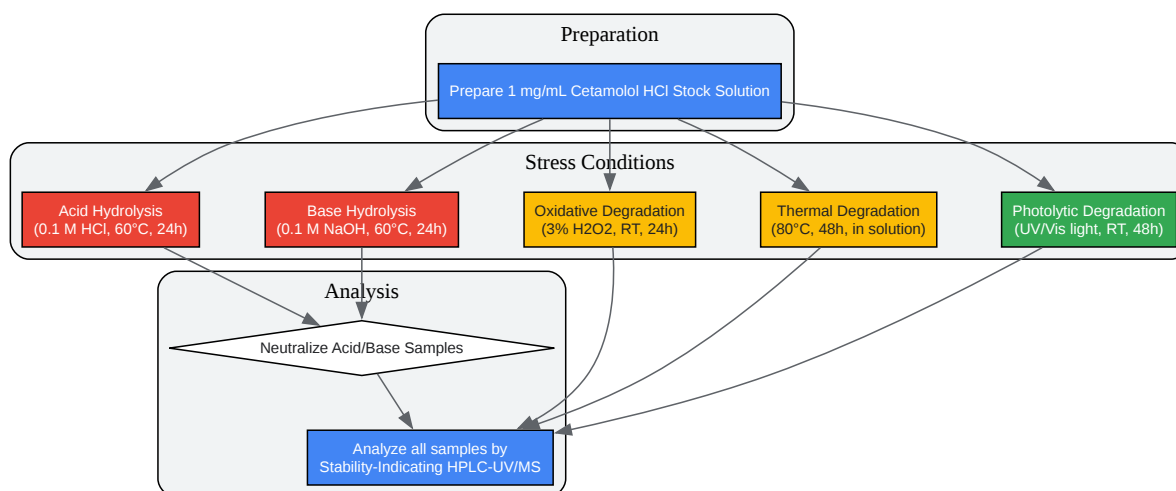 Preparation
Prepare 1 mg/mL Cetamolol HCl Stock Solution
Stress Conditions
Acid Hydrolysis
(0.1 M HCl, 60°C, 24h)
Base Hydrolysis
(0.1 M NaOH, 60°C, 24h)
Oxidative Degradation
(3% H2O2, RT, 24h)
Thermal Degradation
(80°C, 48h, in solution)
Photolytic Degradation
(UV/Vis light, RT, 48h)
Analysis
Neutralize Acid/Base Samples
Analyze all samples by
Stability-Indicating HPLC-UV/MS